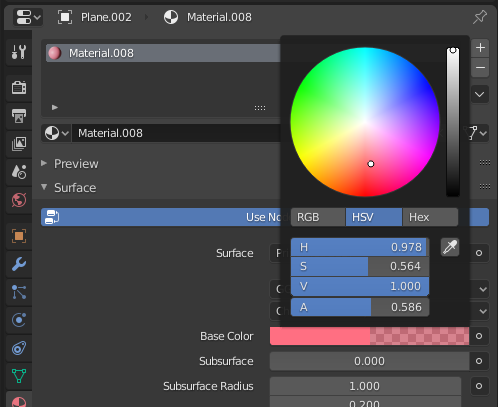 Plane.002 > Material.008
Material.008
Material.008
Preview
Surface
RGB HSV Hex
Use No
H 0.978
Surface
S 0.564
V 1.000
A 0.586
Base Color
Subsurface 0.000
Subsurface Radius 1.000
0.200